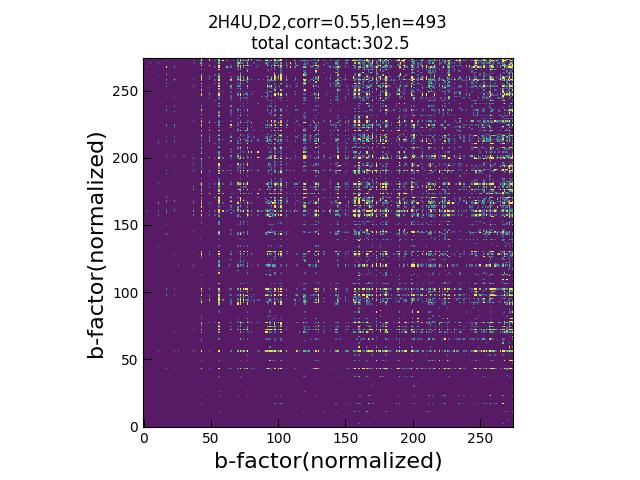 2H4U,D2,corr=0.55,len=493
total contact:302.5
b-factor(normalized)
250
200
150
100
50
0
0 50 100 150 200 250
b-factor(normalized)